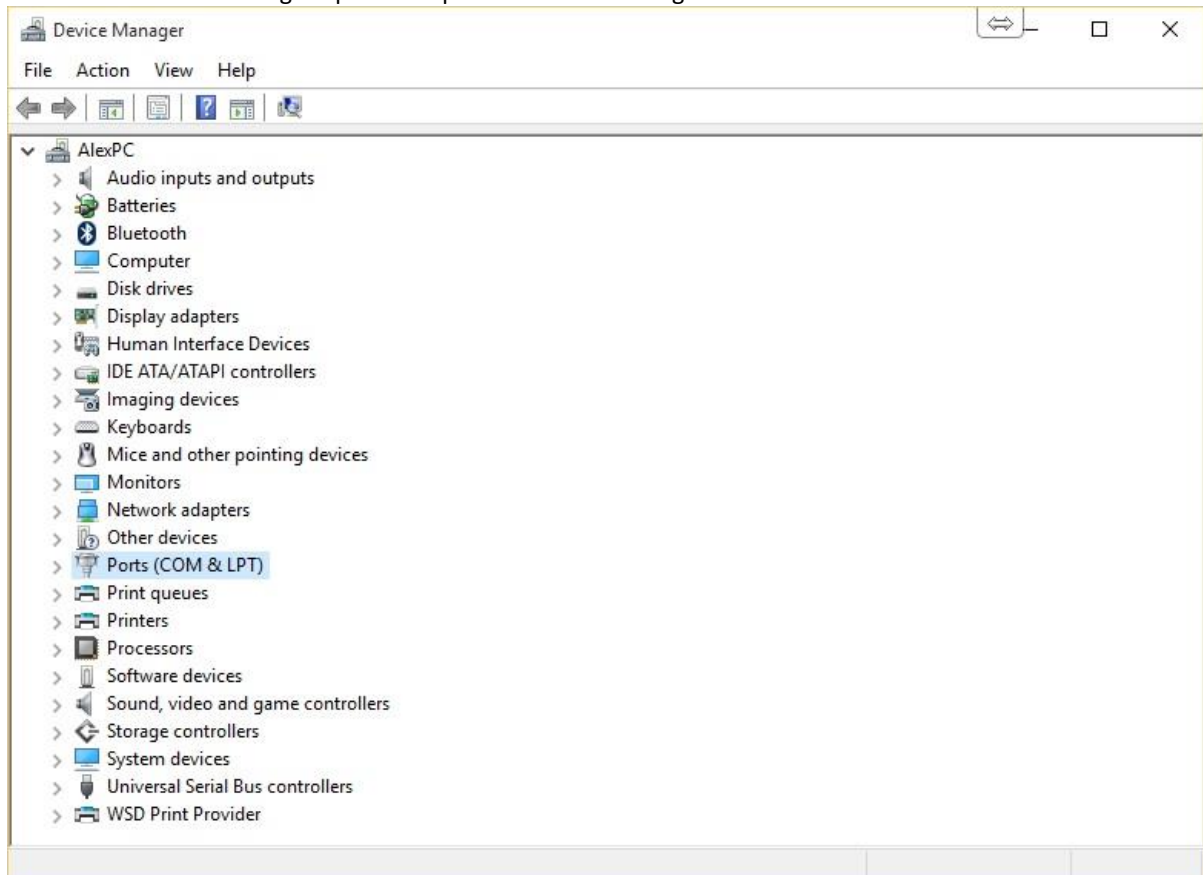 Device Manager
File Action View Help
AlexPC
Audio inputs and outputs
Batteries
Bluetooth
Computer
Disk drives
Display adapters
Human Interface Devices
IDE ATA/ATAPI controllers
Imaging devices
Keyboards
Mice and other pointing devices
Monitors
Network adapters
Other devices
Ports (COM & LPT)
Print queues
Printers
Processors
Software devices
Sound, video and game controllers
Storage controllers
System devices
Universal Serial Bus controllers
WSD Print Provider